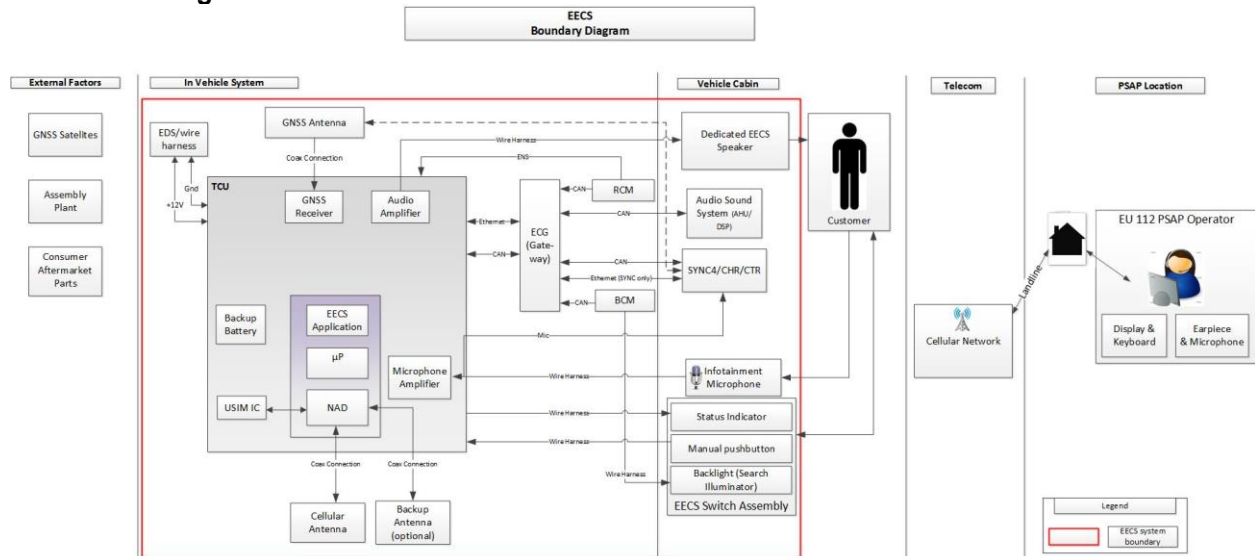 EECS
Boundary Diagram
External Factors
In Vehicle System
Vehicle Cabin
Telecom
PSAP Location
GNSS Satelites
Assembly
Plant
Consumer
Aftermarket
Parts
EDS/wire
harness
Gnd
+12V
GNSS Antenna
Coax Connection
TCU
GNSS
Receiver
Audio
Amplifier
Backup
Battery
EECS
Application
µP
NAD
USIM IC
Microphone
Amplifier
Coax Connection
Coax Connection
Cellular
Antenna
Backup
Antenna
(optional)
Wire Harness
ENS
Ethernet
CAN
ECG
(Gate-
way)
CAN
RCM
CAN
CAN
Ethernet (SYNC only)
CAN
BCM
Mic
Wire Harness
Wire Harness
Wire Harness
Wire Harness
Dedicated EECS
Speaker
Audio Sound
System (AHU/
DSP)
SYNC4/CHR/CTR
Infotainment
Microphone
Status Indicator
Manual pushbutton
Backlight (Search
Illuminator)
EECS Switch Assembly
Customer
Cellular Network
Landline
EU 112 PSAP Operator
Display &
Keyboard
Earpiece
& Microphone
Legend
EECS system
boundary